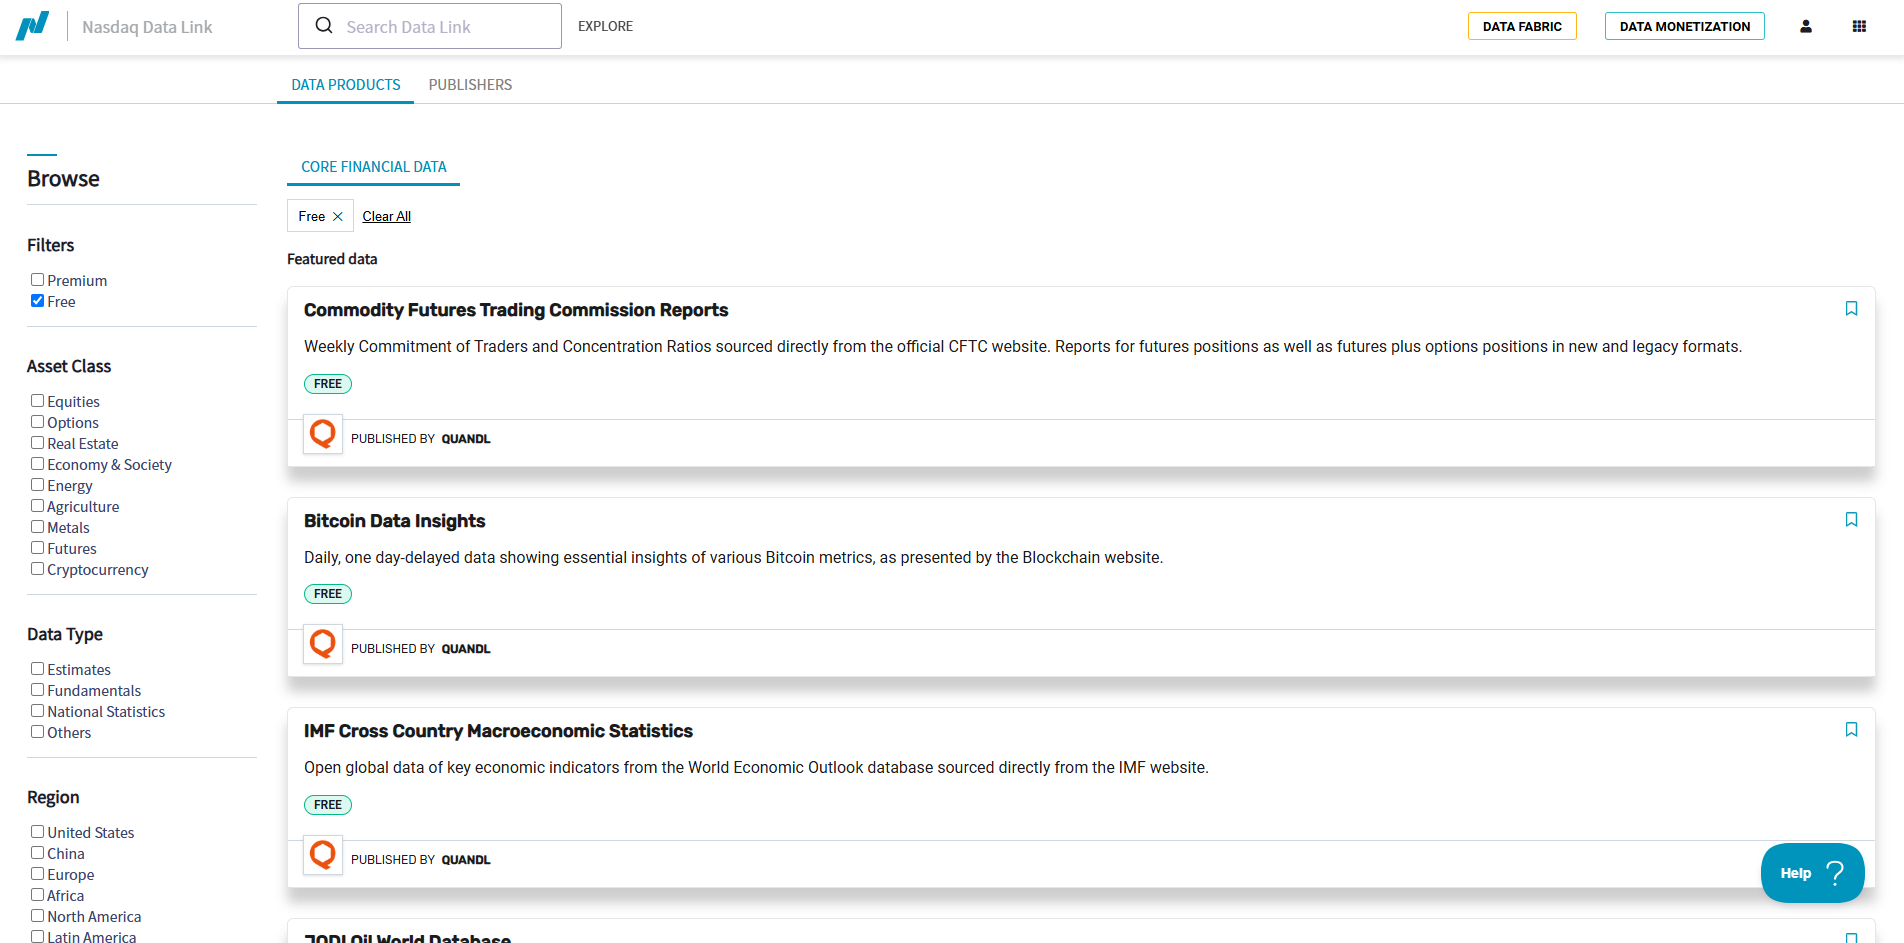 Nasdaq Data Link
Search Data Link
EXPLORE
DATA FABRIC
DATA MONETIZATION
DATA PRODUCTS
PUBLISHERS
Browse
Filters
Premium
Free
Asset Class
Equities
Options
Real Estate
Economy & Society
Energy
Agriculture
Metals
Futures
Cryptocurrency
Data Type
Estimates
Fundamentals
National Statistics
Others
Region
United States
China
Europe
Africa
North America
Latin America
CORE FINANCIAL DATA
Free
Clear All
Featured data
Commodity Futures Trading Commission Reports
Weekly Commitment of Traders and Concentration Ratios sourced directly from the official CFTC website. Reports for futures positions as well as futures plus options positions in new and legacy formats.
FREE
PUBLISHED BY QUANDL
Bitcoin Data Insights
Daily, one day-delayed data showing essential insights of various Bitcoin metrics, as presented by the Blockchain website.
FREE
PUBLISHED BY QUANDL
IMF Cross Country Macroeconomic Statistics
Open global data of key economic indicators from the World Economic Outlook database sourced directly from the IMF website.
FREE
PUBLISHED BY QUANDL
JODI Oil World Database
Help ?